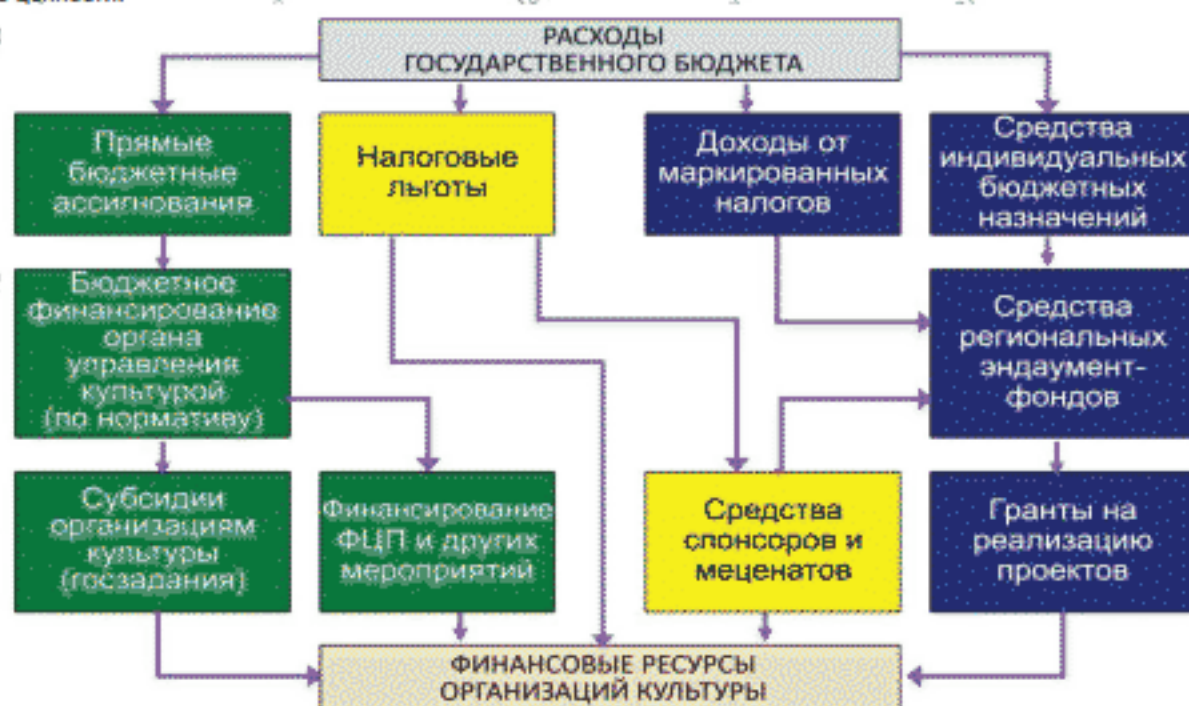 РАСХОДЫ
ГОСУДАРСТВЕННОГО БЮДЖЕТА
Прямые
бюджетные
ассигнования
Налоговые
льготы
Доходы от
маркированных
налогов
Средства
индивидуальных
бюджетных
назначений
Бюджетное
финансирование
органа
управления
культурой
(по нормативу)
Средства
региональных
эндаумент-
фондов
Субсидии
организациям
культуры
(госзадания)
Финансирование
ФЦП и других
мероприятий
Средства
спонсоров и
меценатов
Гранты на
реализацию
проектов
ФИНАНСОВЫЕ РЕСУРСЫ
ОРГАНИЗАЦИЙ КУЛЬТУРЫ